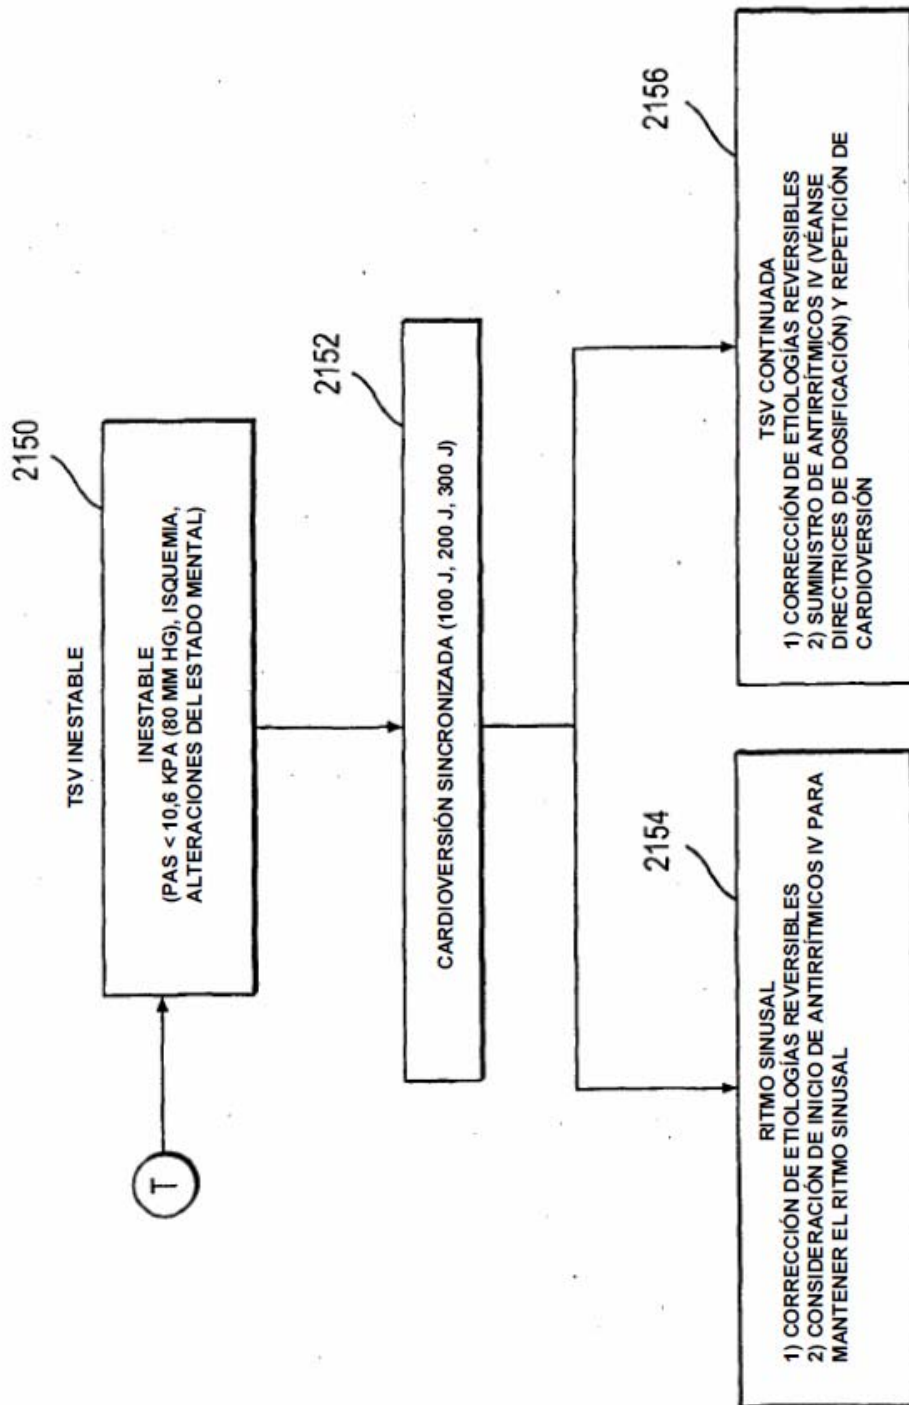 TSV INESTABLE
2150
INESTABLE
(PAS < 10,6 KPA (80 MM HG), ISQUEMIA,
ALTERACIONES DEL ESTADO MENTAL)
T
2152
CARDIOVERSIÓN SINCRONIZADA (100 J, 200 J, 300 J)
2154
RITMO SINUSAL
1) CORRECCIÓN DE ETIOLOGÍAS REVERSIBLES
2) CONSIDERACIÓN DE INICIO DE ANTIRRÍTMICOS IV PARA
MANTENER EL RITMO SINUSAL
2156
TSV CONTINUADA
1) CORRECCIÓN DE ETIOLOGÍAS REVERSIBLES
2) SUMINISTRO DE ANTIRRÍTMICOS IV (VÉANSE
DIRECTRICES DE DOSIFICACIÓN) Y REPETICIÓN DE
CARDIOVERSIÓN